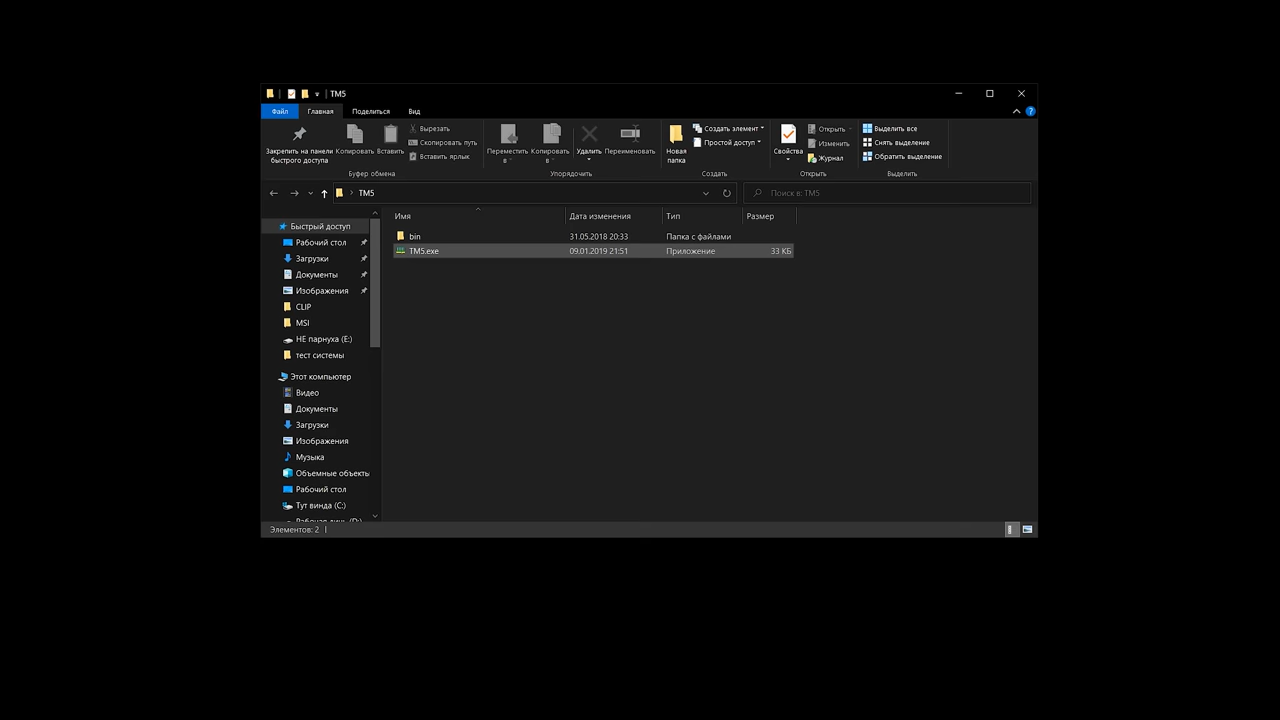 TM5
Файл Главная Поделиться Вид
Закрепить на панели быстрого доступа
Копировать
Вставить
Вырезать
Скопировать путь
Вставить ярлык
Буфер обмена
Переместить в
Копировать в
Удалить
Переименовать
Упорядочить
Новая папка
Создать элемент
Простой доступ
Создать
Свойства
Открыть
Изменить
Журнал
Открыть
Выделить все
Снять выделение
Обратить выделение
Выделить
TM5
Поиск в: TM5
Быстрый доступ
Рабочий стол
Загрузки
Документы
Изображения
CLIP
MSI
НЕ парнуха (E:)
тест системы
Этот компьютер
Видео
Документы
Загрузки
Изображения
Музыка
Объемные объекты
Рабочий стол
Тут винда (C:)
Имя Дата изменения Тип Размер
bin 31.05.2018 20:33 Папка с файлами
TM5.exe 09.01.2019 21:51 Приложение 33 КБ
Элементов: 2